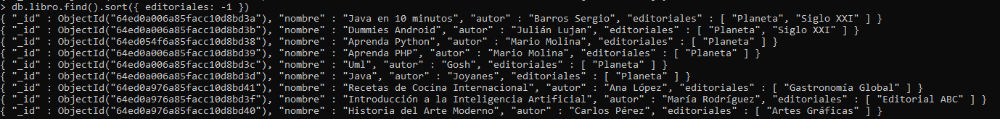 > db.libro.find().sort({ editoriales: -1 })
{ "_id" : ObjectId("64ed0a006a85facc10d8bd3a"), "nombre" : "Java en 10 minutos", "autor" : "Barros Sergio", "editoriales" : [ "Planeta", "Siglo XXI" ] }
{ "_id" : ObjectId("64ed0a006a85facc10d8bd3b"), "nombre" : "Dummies Android", "autor" : "Julián Lujan", "editoriales" : [ "Planeta", "Siglo XXI" ] }
{ "_id" : ObjectId("64ed054f6a85facc10d8bd38"), "nombre" : "Aprenda Python", "autor" : "Mario Molina", "editoriales" : [ "Planeta" ] }
{ "_id" : ObjectId("64ed0a006a85facc10d8bd39"), "nombre" : "Aprenda PHP", "autor" : "Mario Molina", "editoriales" : [ "Planeta" ] }
{ "_id" : ObjectId("64ed0a006a85facc10d8bd3c"), "nombre" : "Uml", "autor" : "Gosh", "editoriales" : [ "Planeta" ] }
{ "_id" : ObjectId("64ed0a006a85facc10d8bd3d"), "nombre" : "Java", "autor" : "Joyanes", "editoriales" : [ "Planeta" ] }
{ "_id" : ObjectId("64ed0a976a85facc10d8bd41"), "nombre" : "Recetas de Cocina Internacional", "autor" : "Ana López", "editoriales" : [ "Gastronomía Global" ] }
{ "_id" : ObjectId("64ed0a976a85facc10d8bd3f"), "nombre" : "Introducción a la Inteligencia Artificial", "autor" : "María Rodríguez", "editoriales" : [ "Editorial ABC" ] }
{ "_id" : ObjectId("64ed0a976a85facc10d8bd40"), "nombre" : "Historia del Arte Moderno", "autor" : "Carlos Pérez", "editoriales" : [ "Artes Gráficas" ] }